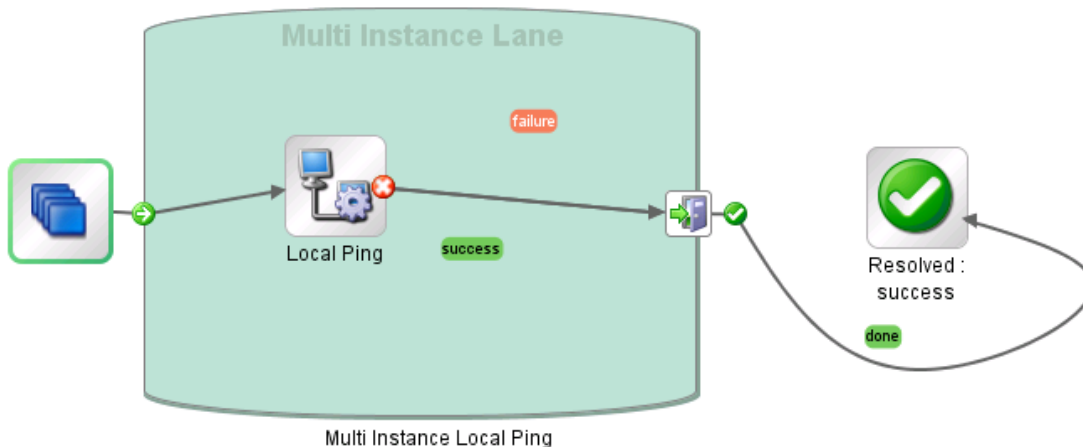 Multi Instance Lane
failure
Local Ping
success
Resolved :
success
done
Multi Instance Local Ping